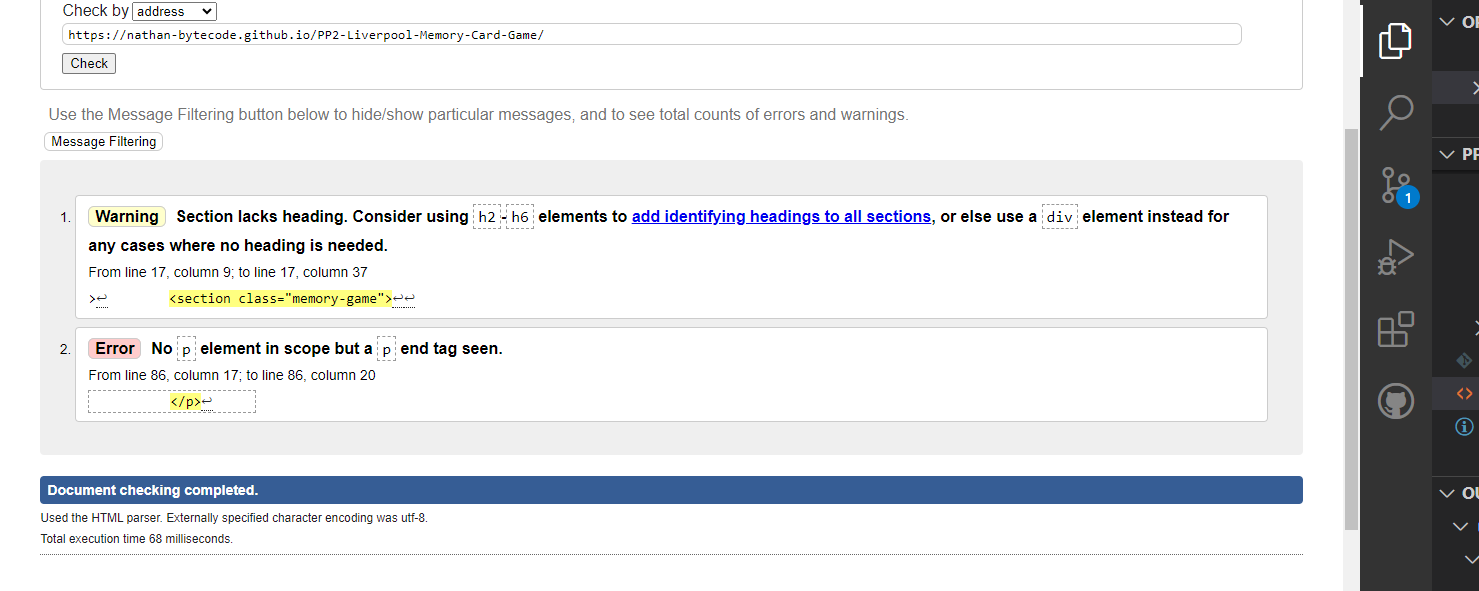 Check by address
https://nathan-bytecode.github.io/PP2-Liverpool-Memory-Card-Game/
Check
Use the Message Filtering button below to hide/show particular messages, and to see total counts of errors and warnings.
Message Filtering
1. Warning Section lacks heading. Consider using h2-h6 elements to add identifying headings to all sections, or else use a div element instead for
any cases where no heading is needed.
From line 17, column 9; to line 17, column 37
>↩ <section class="memory-game">↩↩
2. Error No p element in scope but a p end tag seen.
From line 86, column 17; to line 86, column 20
</p>↩
Document checking completed.
Used the HTML parser. Externally specified character encoding was utf-8.
Total execution time 68 milliseconds.
1